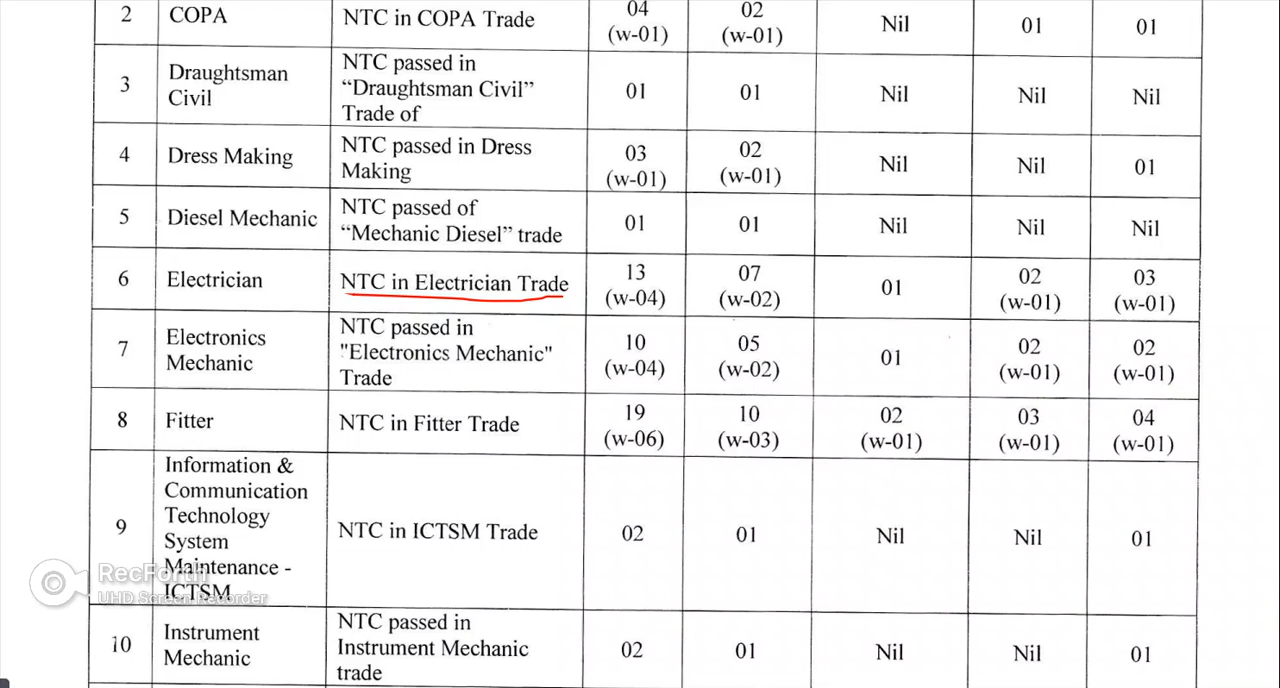 2 COPA NTC in COPA Trade 04 (w-01) 02 (w-01) Nil 01 01
3 Draughtsman Civil NTC passed in “Draughtsman Civil” Trade of 01 01 Nil Nil Nil
4 Dress Making NTC passed in Dress Making 03 (w-01) 02 (w-01) Nil Nil 01
5 Diesel Mechanic NTC passed of “Mechanic Diesel” trade 01 01 Nil Nil Nil
6 Electrician NTC in Electrician Trade 13 (w-04) 07 (w-02) 01 02 (w-01) 03 (w-01)
7 Electronics Mechanic NTC passed in "Electronics Mechanic" Trade 10 (w-04) 05 (w-02) 01 02 (w-01) 02 (w-01)
8 Fitter NTC in Fitter Trade 19 (w-06) 10 (w-03) 02 (w-01) 03 (w-01) 04 (w-01)
9 Information & Communication Technology System Maintenance - ICTSM NTC in ICTSM Trade 02 01 Nil Nil 01
10 Instrument Mechanic NTC passed in Instrument Mechanic trade 02 01 Nil Nil 01
RecForth
UHD Screen Recorder